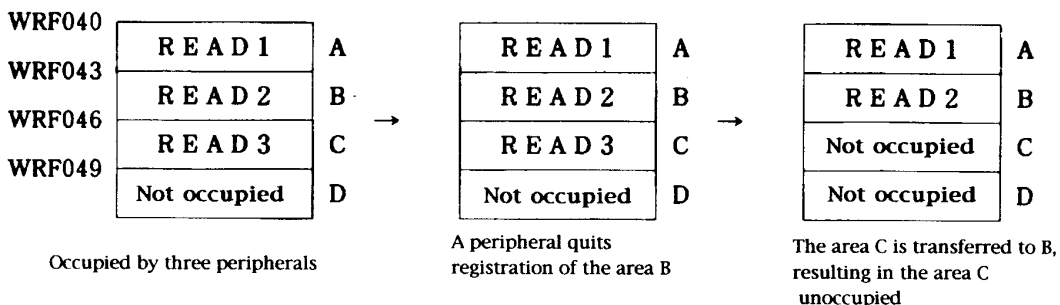 WRF040
READ1 A
WRF043
READ2 B
WRF046
READ3 C
WRF049
Not occupied D
Occupied by three peripherals
→
READ1 A
READ2 B
READ3 C
Not occupied D
A peripheral quits
registration of the area B
→
READ1 A
READ2 B
Not occupied C
Not occupied D
The area C is transferred to B,
resulting in the area C
unoccupied